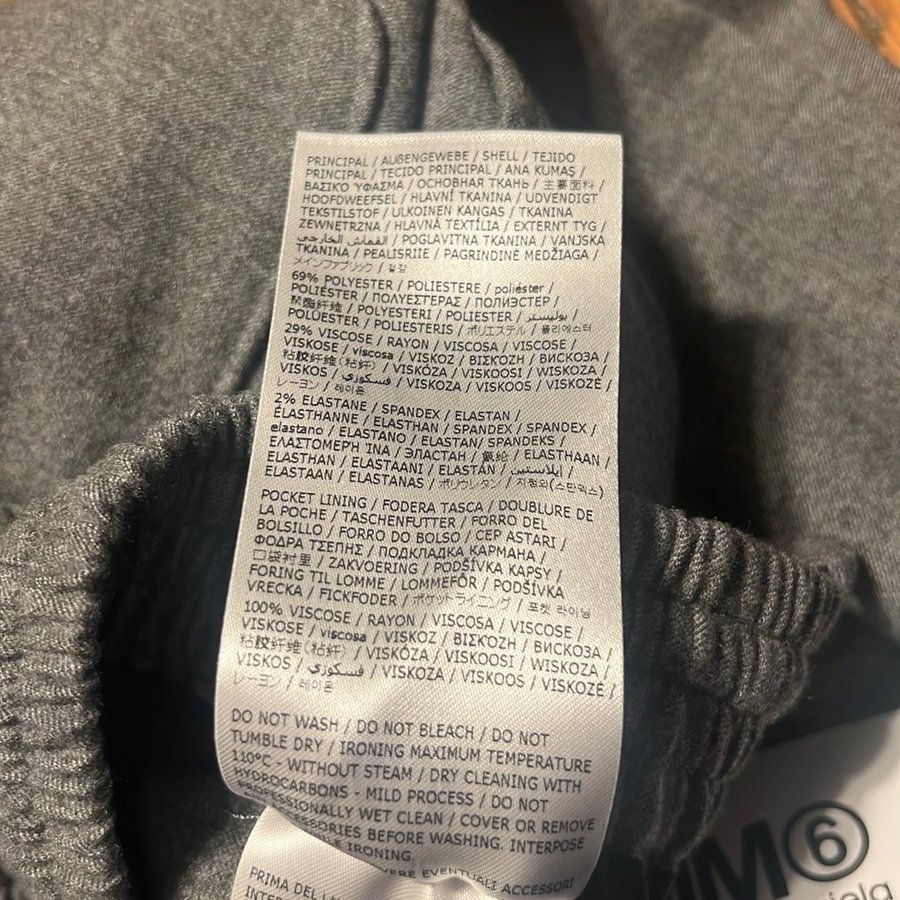 PRINCIPAL / AUßENGEWEBE / SHELL / TEJIDO
PRINCIPAL / TECIDO PRINCIPAL / ANA KUMAŞ /
ΒΑΣΙΚΌ ΎΦΑΣΜΑ / ОСНОВНАЯ ТКАНЬ / 主要面料 /
HOOFDWEEFSEL / HLAVNÍ TKANINA / UDVENDIGT
TEKSTILSTOF / ULKOINEN KANGAS / TKANINA
ZEWNĘTRZNA / HLAVNÁ TEXTÍLIA / EXTERNT TYG /
القماش الخارجي / POGLAVITNA TKANINA / VANJSKA
TKANINA / PEALISRIIE / PAGRINDINĖ MEDŽIAGA /
メインファブリック / 겉감
69% POLYESTER / POLIESTERE / poliéster /
POLIÉSTER / ΠΟΛΥΕΣΤΕΡΑΣ / ПОЛИЭСТЕР /
聚酯纤维 / POLYESTERI / POLIESTER / بوليستر /
POLÜESTER / POLIESTERIS / ポリエステル / 폴리에스터
29% VISCOSE / RAYON / VISCOSA / VISCOSE /
VISKOSE / viscosa / VISKOZ / ΒΙΣΚΟΖΗ / ВИСКОЗА /
粘胶纤维(粘纤) / VISKÓZA / VISKOOSI / WISKOZA /
VISKOS / فسكوزي / VISKOZA / VISKOOS / VISKOZĖ /
レーヨン / 레이온
2% ELASTANE / SPANDEX / ELASTAN /
ÉLASTHANNE / ELASTHAN / SPANDEX / SPANDEX /
elastano / ELASTANO / ELASTAN/ SPANDEKS /
ΕΛΑΣΤΟΜΕΡΉ ΊΝΑ / ЭЛАСТАН / 氨纶 / ELASTHAAN /
ELASTHAN / ELASTAANI / ELASTÁN / إيلاستين /
ELASTAAN / ELASTANAS / ポリウレタン / 지정외(스판덱스)
POCKET LINING / FODERA TASCA / DOUBLURE DE
LA POCHE / TASCHENFUTTER / FORRO DEL
BOLSILLO / FORRO DO BOLSO / CEP ASTARI /
ΦΟΔΡΑ ΤΣΕΠΗΣ / ПОДКЛАДКА КАРМАНА /
口袋衬里 / ZAKVOERING / PODŠÍVKA KAPSY /
FORING TIL LOMME / LOMMEFÔR / PODŠÍVKA
VRECKA / FICKFODER / ポケットライニング / 포켓 라이닝
100% VISCOSE / RAYON / VISCOSA / VISCOSE /
VISKOSE / viscosa / VISKOZ / ΒΙΣΚΟΖΗ / ВИСКОЗА /
粘胶纤维(粘纤) / VISKÓZA / VISKOOSI / WISKOZA /
VISKOS / فسكوزي / VISKOZA / VISKOOS / VISKOZĖ /
レーヨン / 레이온
DO NOT WASH / DO NOT BLEACH / DO NOT
TUMBLE DRY / IRONING MAXIMUM TEMPERATURE
110°C - WITHOUT STEAM / DRY CLEANING WITH
HYDROCARBONS - MILD PROCESS / DO NOT
PROFESSIONALLY WET CLEAN / COVER OR REMOVE
BEFORE WASHING. INTERPOSE
IRONING.
EVENTUALI ACCESSORI
PRIMA DEL
MM⑥